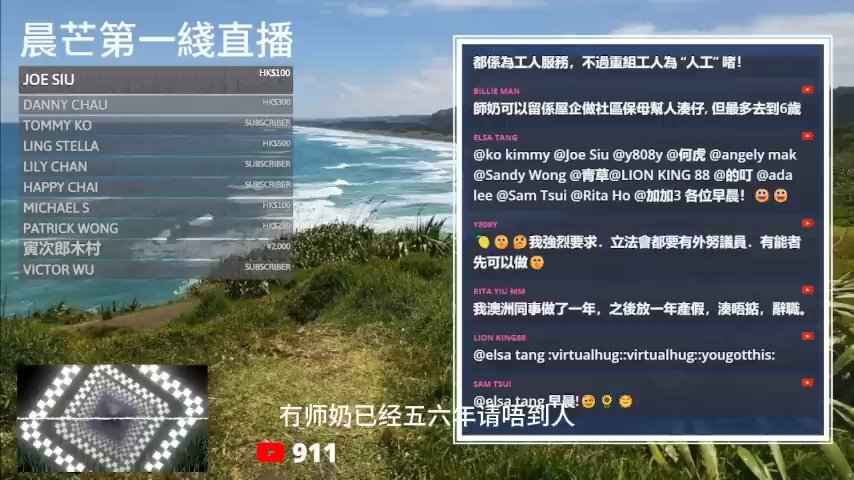 晨芒第一綫直播
JOE SIU HK$100
DANNY CHAU HK$300
TOMMY KO SUBSCRIBER
LING STELLA HK$500
LILY CHAN SUBSCRIBER
HAPPY CHAI SUBSCRIBER
MICHAEL S HK$100
PATRICK WONG HK$250
寅次郎木村 ¥2,000
VICTOR WU SUBSCRIBER
都係為工人服務，不過重組工人為 “人工” 啫！
BILLIE MAN
師奶可以留係屋企做社區保母幫人湊仔, 但最多去到6歲
ELSA TANG
@ko kimmy @Joe Siu @y808y @何虎 @angely mak
@Sandy Wong @青草@LION KING 88 @的叮 @ada
lee @Sam Tsui @Rita Ho @加加3 各位早晨！ 😀 😀
Y808Y
🍋😗😢我強烈要求．立法會都要有外努議員．有能者
先可以做😗
RITA YIU MM
我澳洲同事做了一年，之後放一年產假，湊唔掂，辭職。
LION KING88
@elsa tang :virtualhug::virtualhug::yougotthis:
SAM TSUI
@elsa tang 早晨!😊🌻🌞
冇师奶已经五六年请唔到人
911